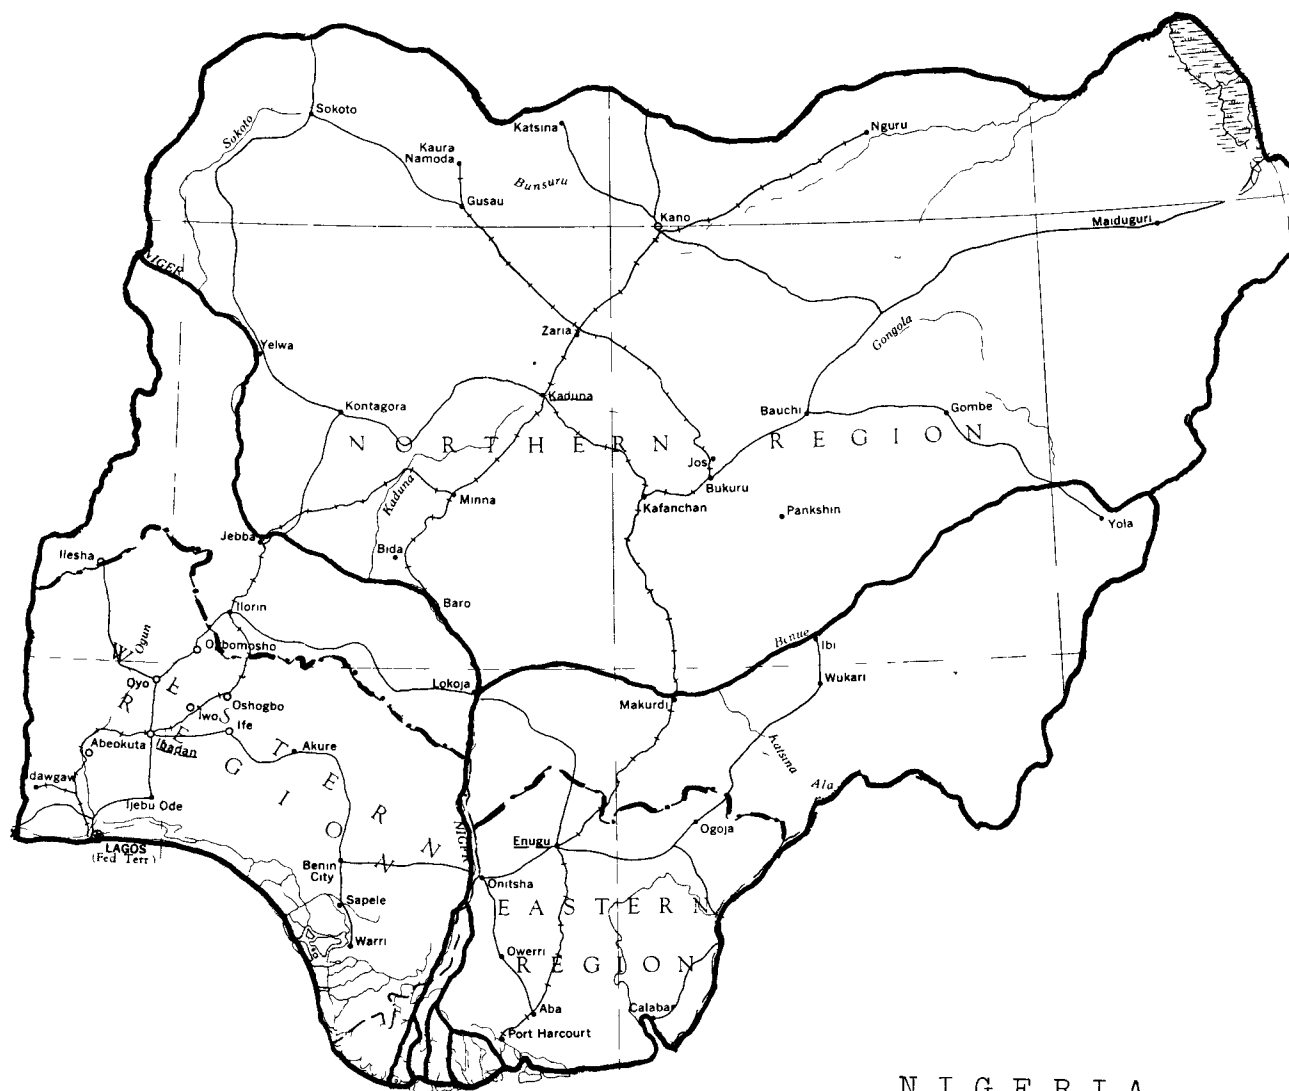 Sokoto
Sokoto
Katsina
Nguru
Kaura
Namoda
Bunsuru
Gusau
Kano
Maiduguri
NIGER
Zaria
Gongola
Yelwa
Kaduna
Kontagora
Bauchi
Gombe
NORTHERN REGION
Jos
Bukuru
Kaduna
Minna
Kafanchan
Pankshin
Yola
Jebba
Ilesha
Bida
Baro
Ilorin
Ogun
Ogbomosho
Benue
Ibi
Oyo
Lokoja
Wukari
Oshogbo
Makurdi
Iwo
Ife
WESTERN
REGION
Abeokuta
Ibadan
Akure
Katsina
Ala
dawgaw
Ijebu Ode
LAGOS
(Fed Terr)
NIGER
Enugu
Ogoja
Benin
City
Onitsha
Sapele
EASTERN
Warri
Owerri
REGION
Aba
Calabar
Port Harcourt
NIGERIA